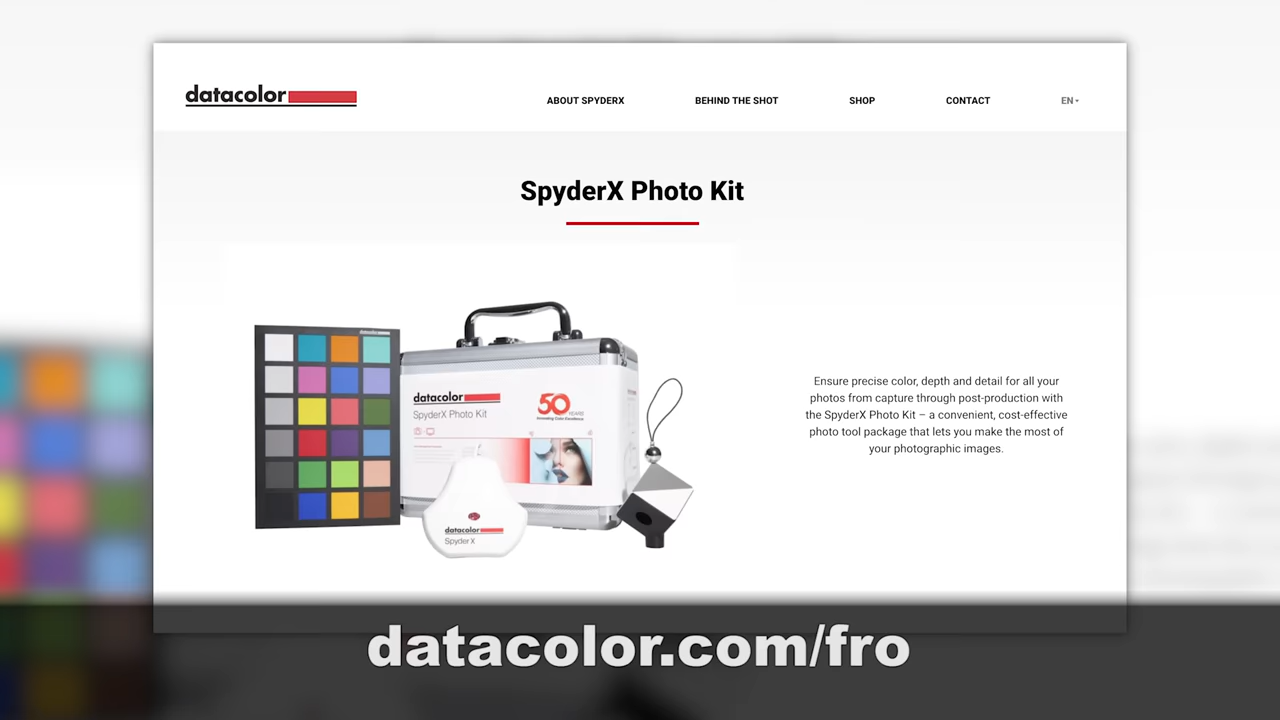 datacolor
ABOUT SPYDERX
BEHIND THE SHOT
SHOP
CONTACT
EN
SpyderX Photo Kit
datacolor
SpyderX Photo Kit
50 YEARS
datacolor
Spyder X
Ensure precise color, depth and detail for all your
photos from capture through post-production with
the SpyderX Photo Kit – a convenient, cost-effective
photo tool package that lets you make the most of
your photographic images.
datacolor.com/fro